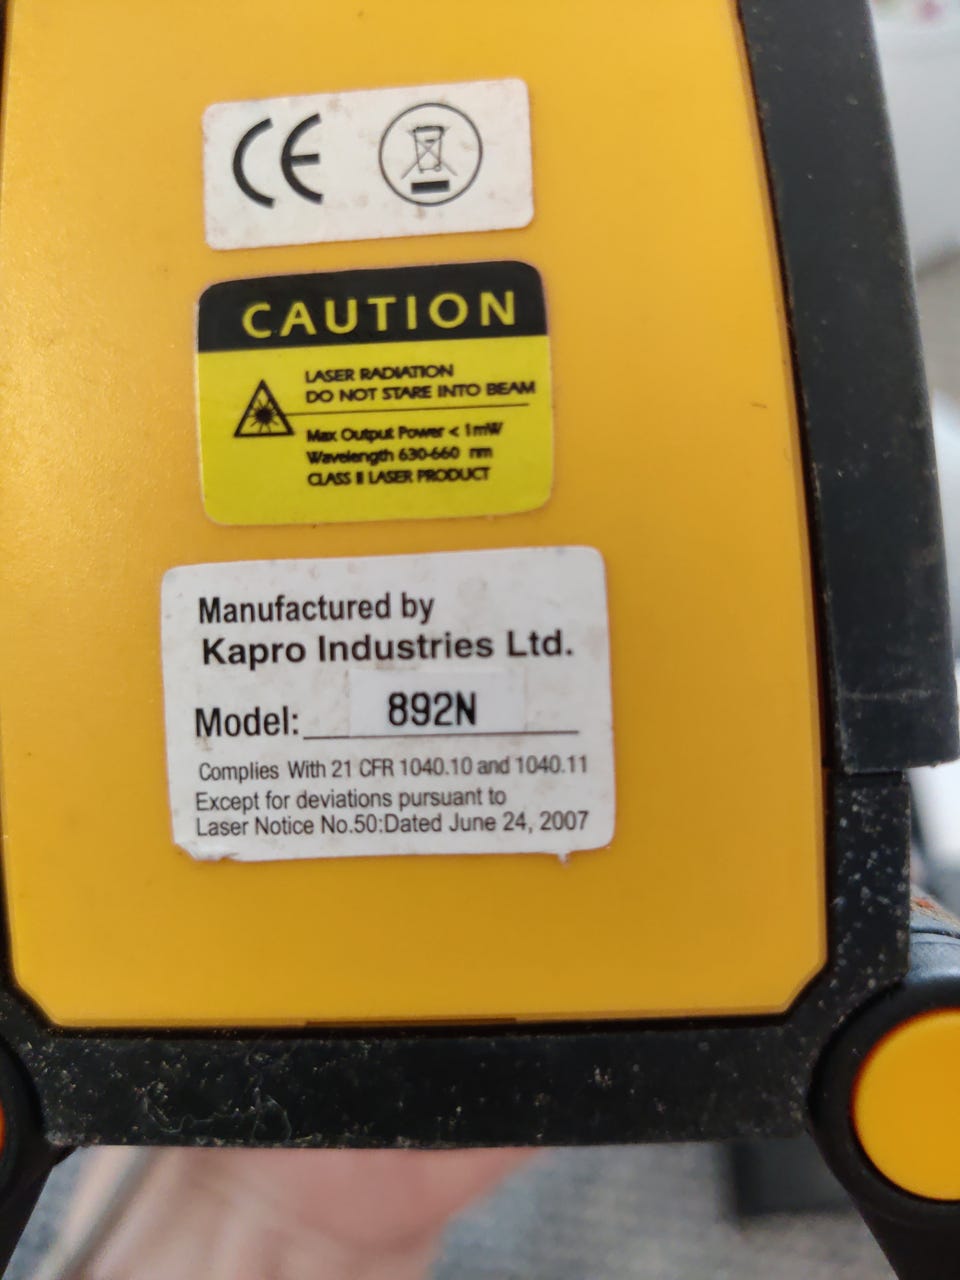 CE
CAUTION
LASER RADIATION
DO NOT STARE INTO BEAM
Max Output Power < 1mW
Wavelength 630-660 nm
CLASS II LASER PRODUCT
Manufactured by
Kapro Industries Ltd.
Model: 892N
Complies With 21 CFR 1040.10 and 1040.11
Except for deviations pursuant to
Laser Notice No.50:Dated June 24, 2007